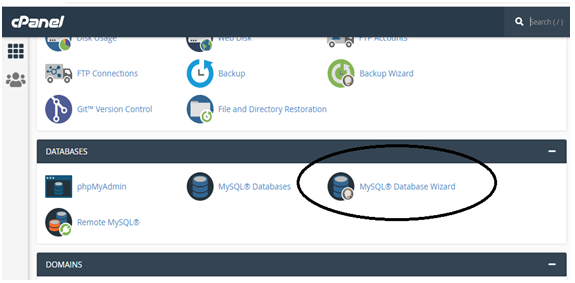 cPanel
Search ( / )
Disk Usage
Web Disk
FTP Accounts
FTP Connections
Backup
Backup Wizard
Git™ Version Control
File and Directory Restoration
DATABASES
phpMyAdmin
MySQL® Databases
MySQL® Database Wizard
Remote MySQL®
DOMAINS